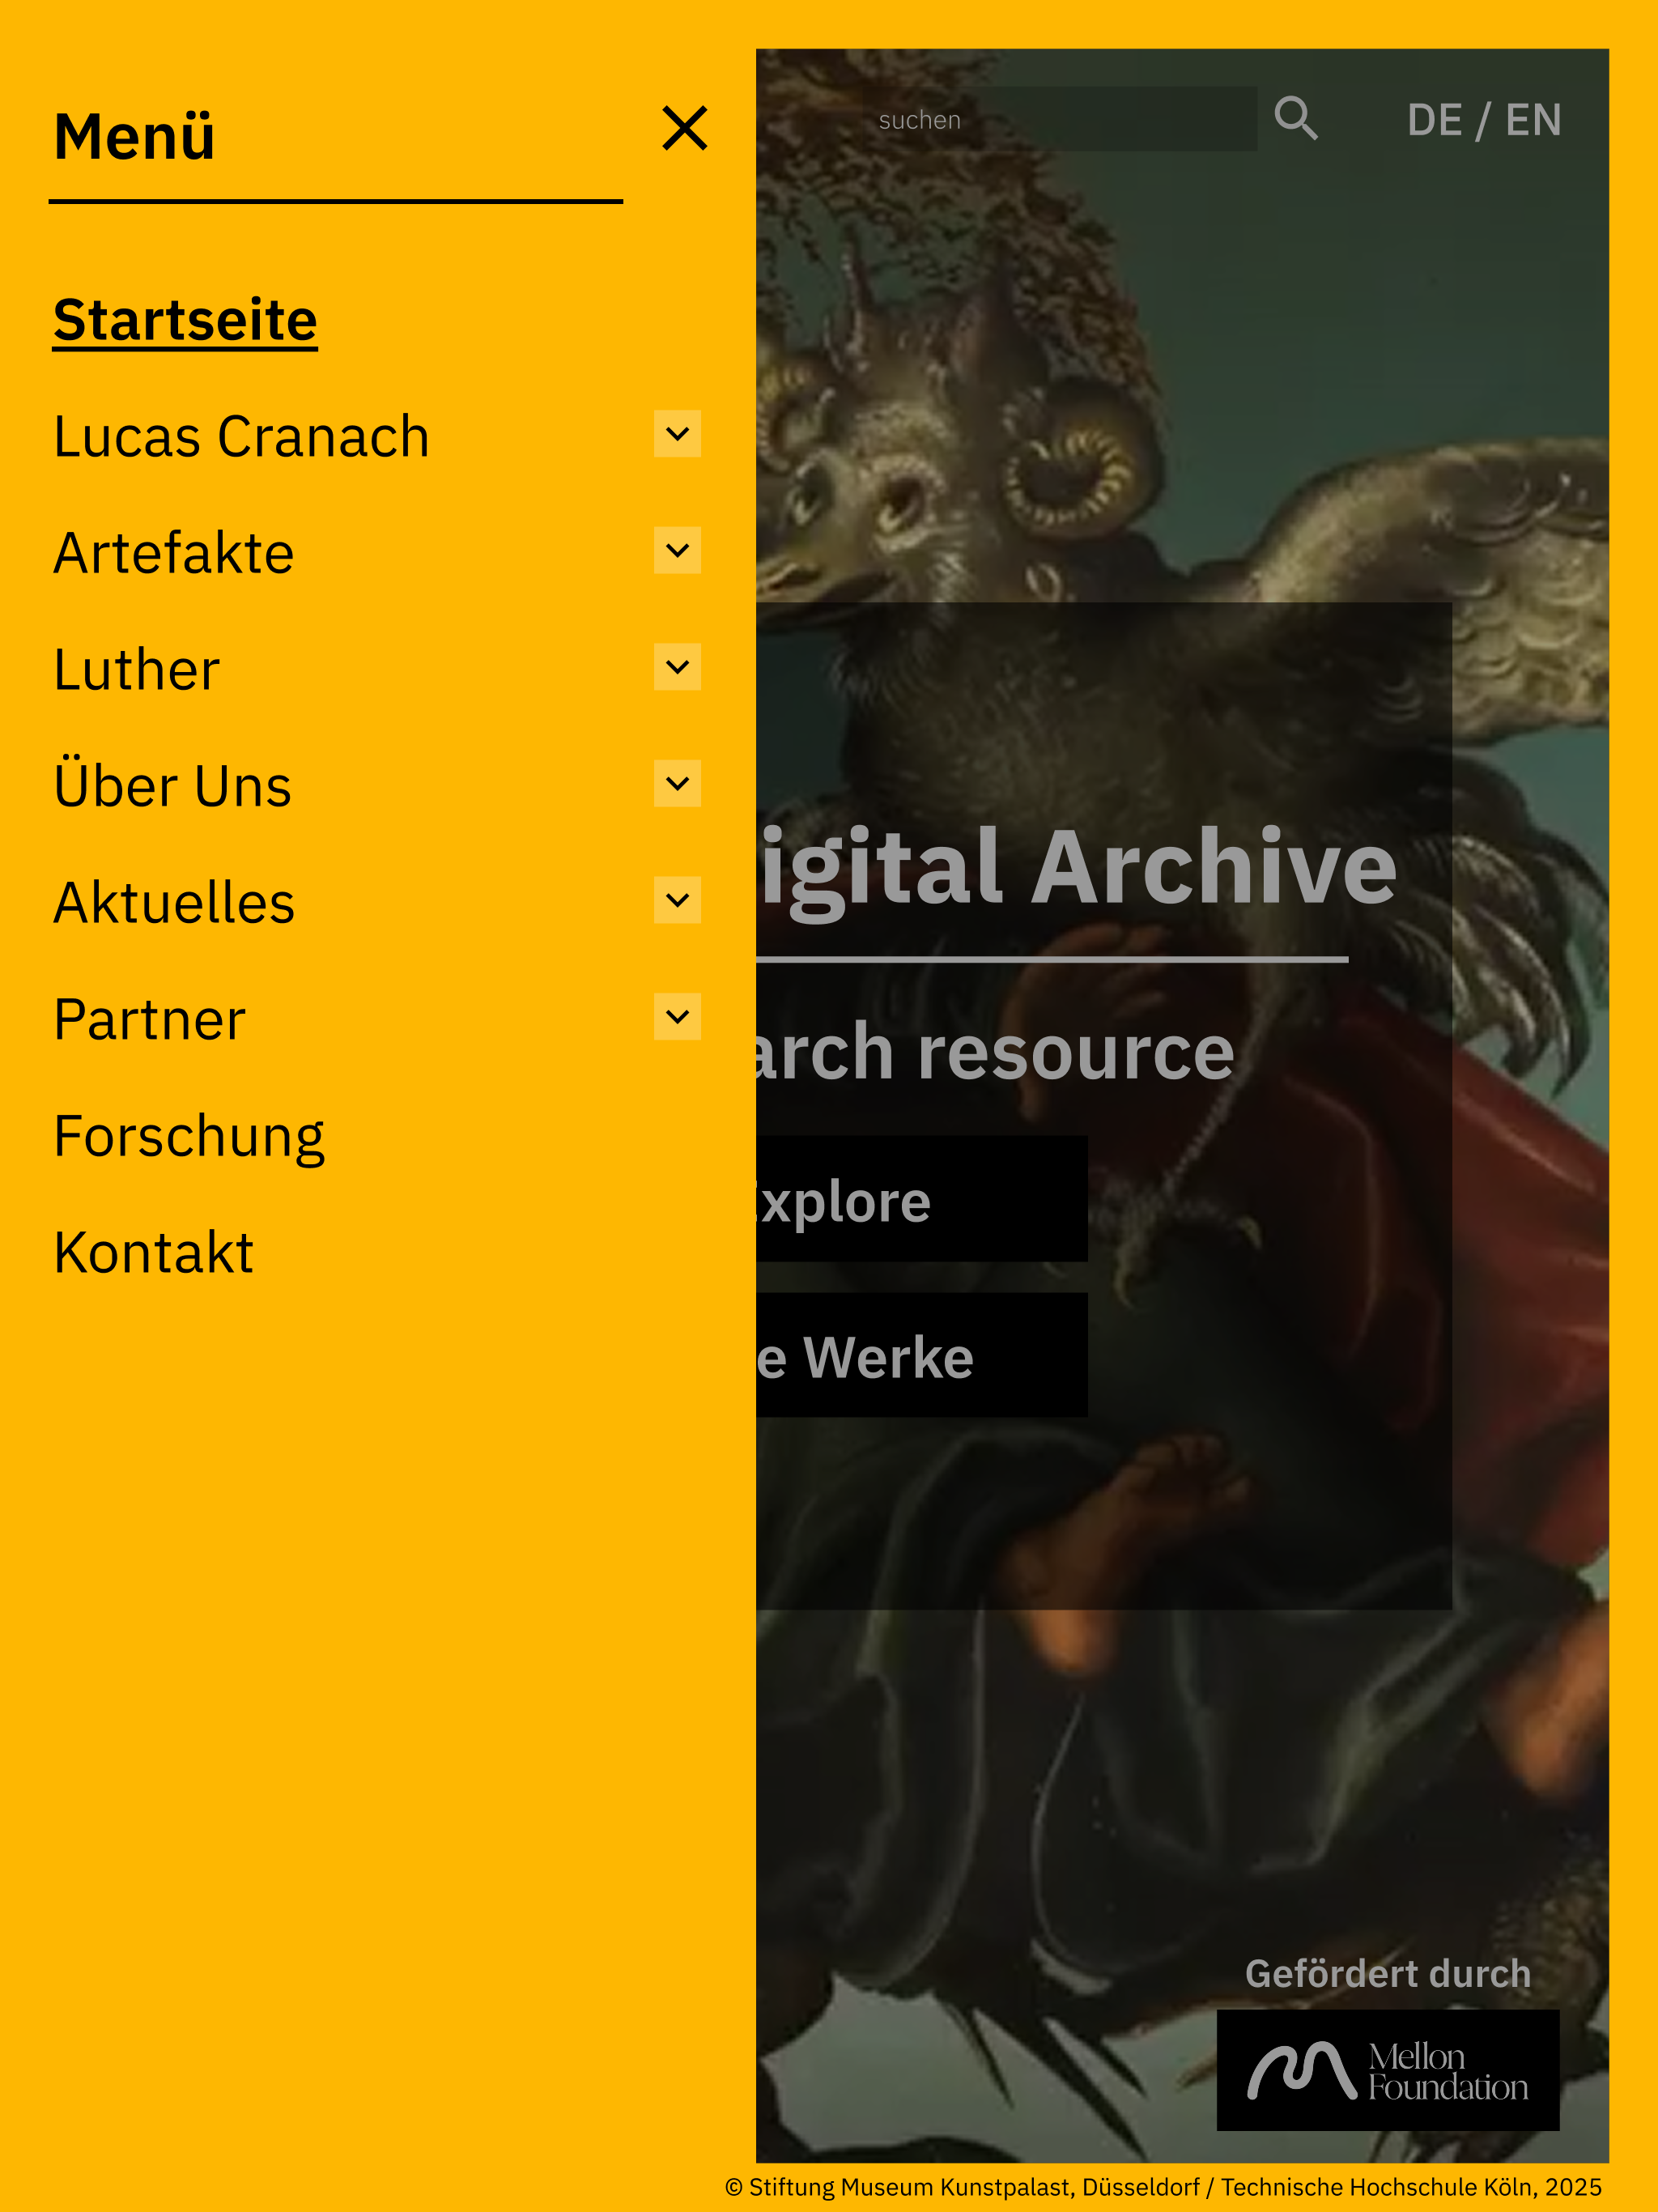 Menü
Startseite
Lucas Cranach
Artefakte
Luther
Über Uns
Aktuelles
Partner
Forschung
Kontakt
suchen
DE / EN
igital Archive
arch resource
xplore
e Werke
Gefördert durch
Mellon
Foundation
© Stiftung Museum Kunstpalast, Düsseldorf / Technische Hochschule Köln, 2025